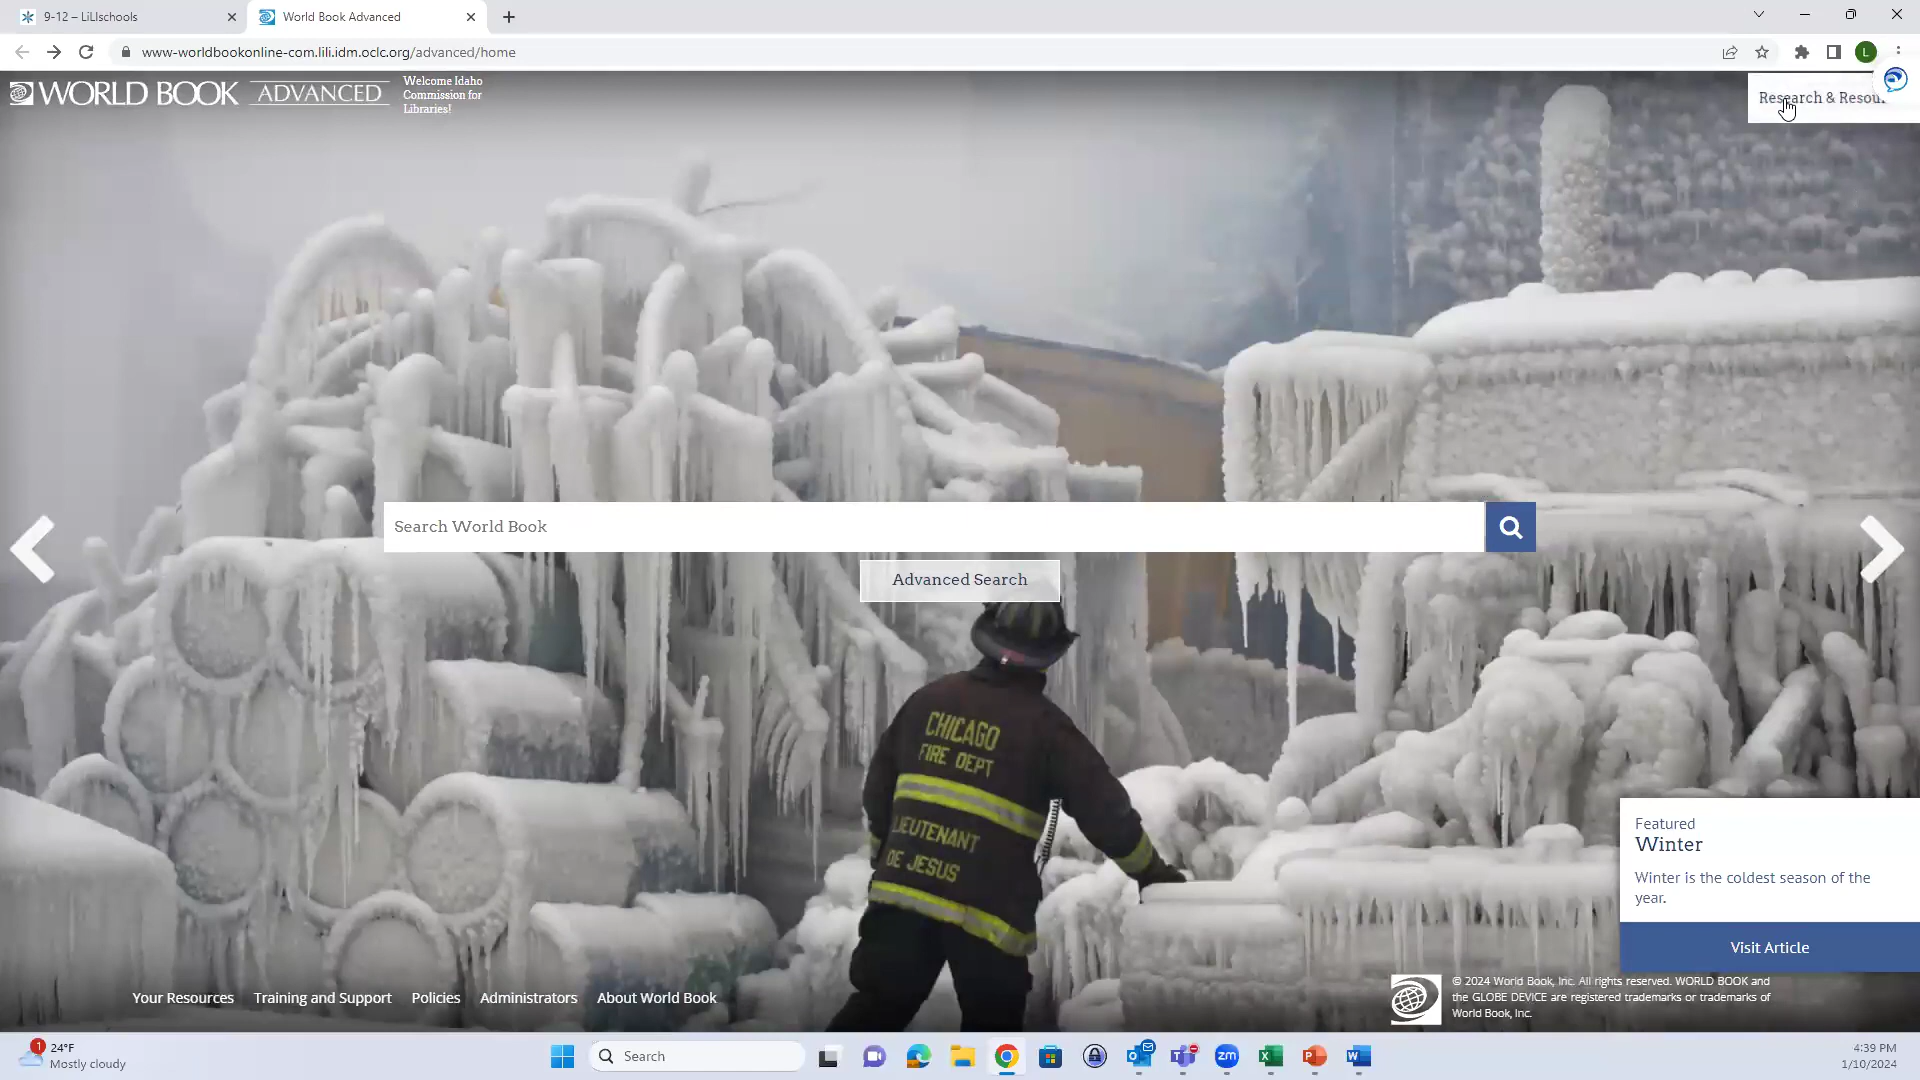 9-12 – LiLIschools
World Book Advanced
www-worldbookonline-com.lili.idm.oclc.org/advanced/home
L
WORLD BOOK ADVANCED
Welcome Idaho
Commission for
Libraries!
Research &
Search World Book
Advanced Search
CHICAGO
FIRE DEPT
LIEUTENANT
DE JESUS
Featured
Winter
Winter is the coldest season of the
year.
Visit Article
Your Resources
Training and Support
Policies
Administrators
About World Book
© 2024 World Book, Inc. All rights reserved. WORLD BOOK and
the GLOBE DEVICE are registered trademarks or trademarks of
World Book, Inc.
1
24°F
Mostly cloudy
Search
zm
4:39 PM
1/10/2024